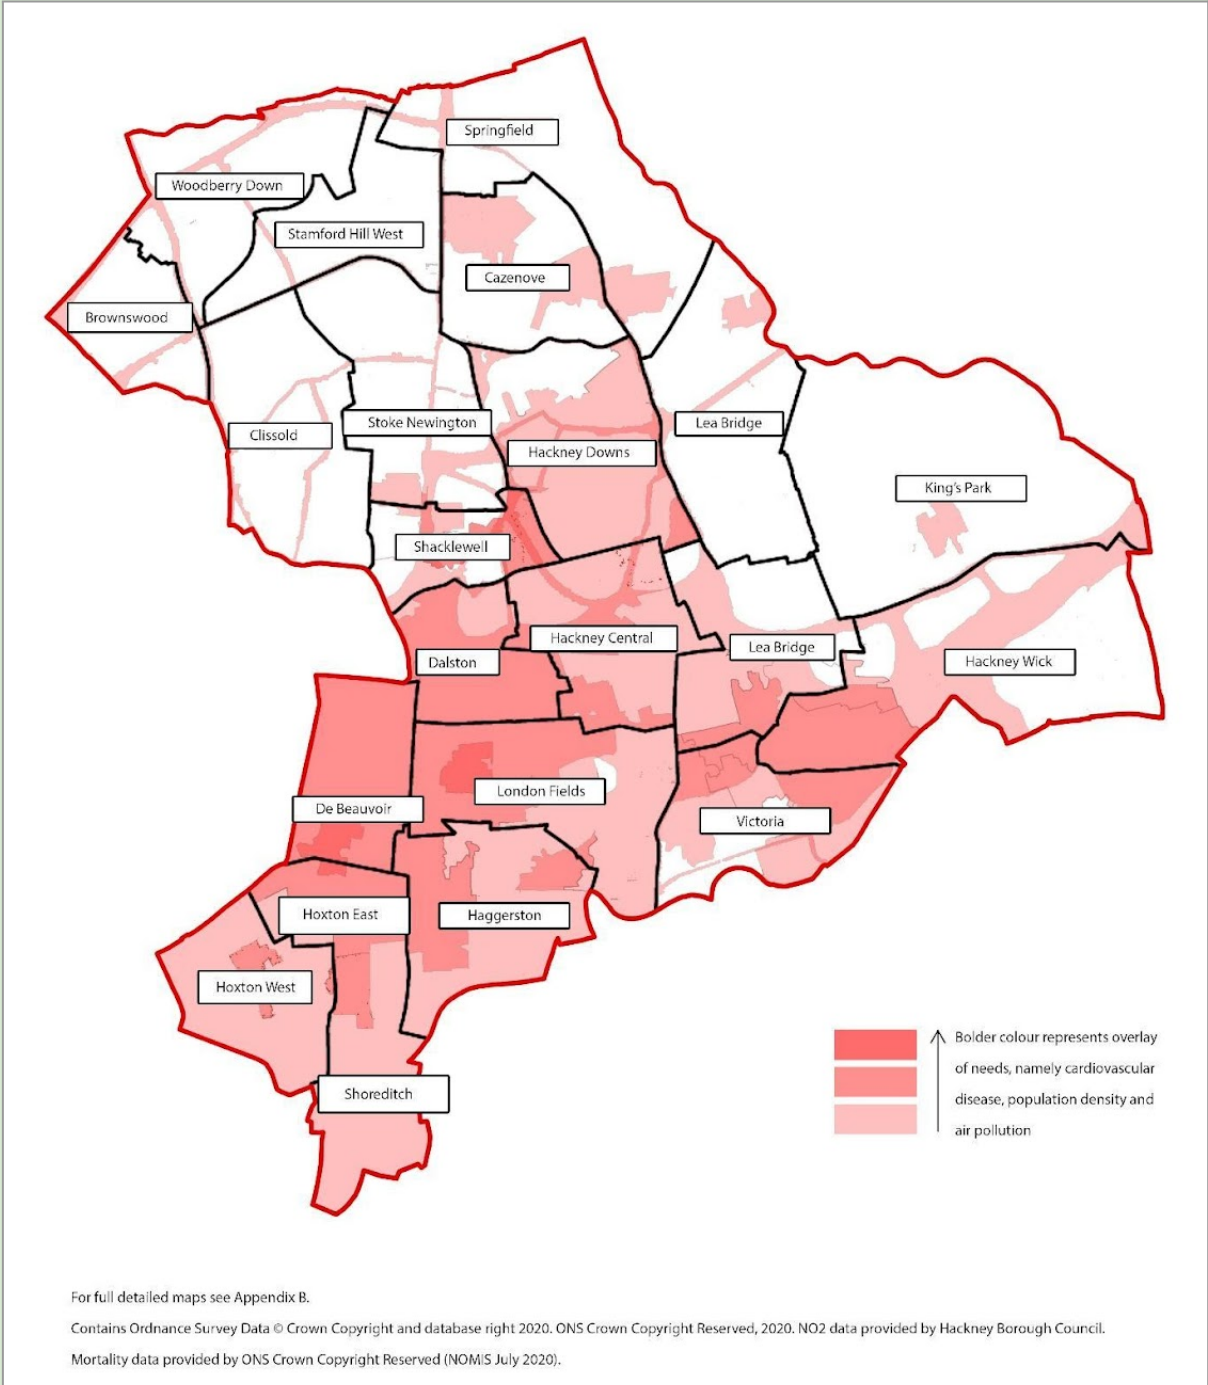 Springfield
Woodberry Down
Stamford Hill West
Cazenove
Brownswood
Stoke Newington
Lea Bridge
Clissold
Hackney Downs
King's Park
Shacklewell
Hackney Central
Lea Bridge
Dalston
Hackney Wick
London Fields
De Beauvoir
Victoria
Hoxton East
Haggerston
Hoxton West
Shoreditch
Bolder colour represents overlay
of needs, namely cardiovascular
disease, population density and
air pollution
For full detailed maps see Appendix B.
Contains Ordnance Survey Data © Crown Copyright and database right 2020. ONS Crown Copyright Reserved, 2020. NO2 data provided by Hackney Borough Council.
Mortality data provided by ONS Crown Copyright Reserved (NOMIS July 2020).